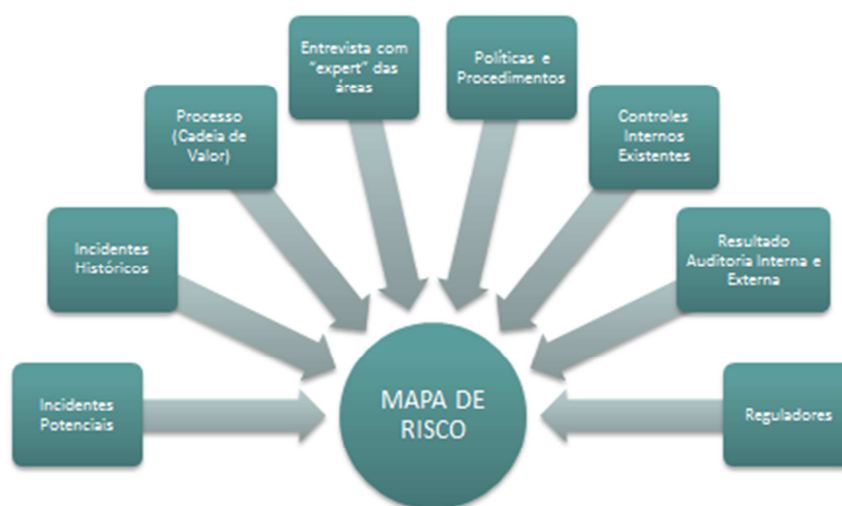 Entrevista com
“expert” das
áreas
Políticas e
Procedimentos
Processo
(Cadeia de
Valor)
Controles
Internos
Existentes
Incidentes
Históricos
Resultado
Auditoria Interna e
Externa
Incidentes
Potenciais
MAPA DE
RISCO
Reguladores